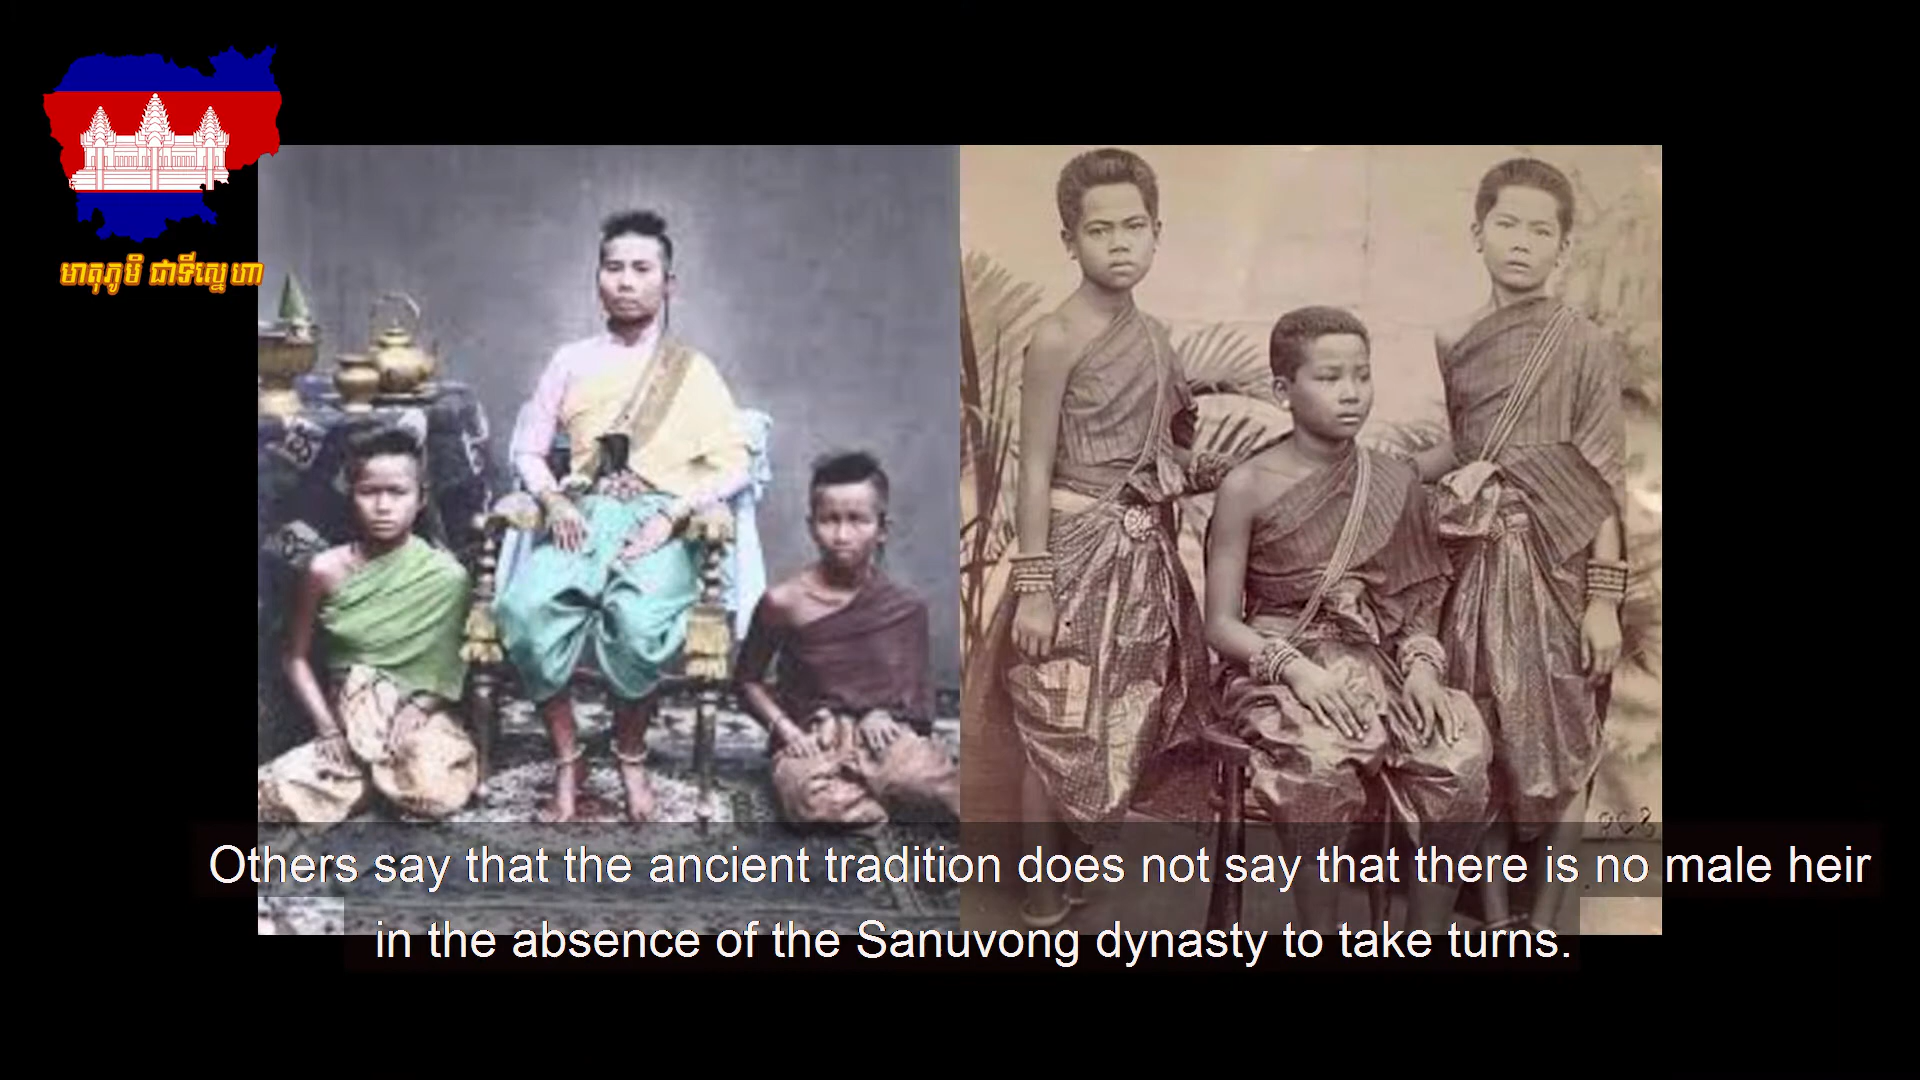 មាតុភូមិ ជាទីស្នេហា
Others say that the ancient tradition does not say that there is no male heir
in the absence of the Sanuvong dynasty to take turns.